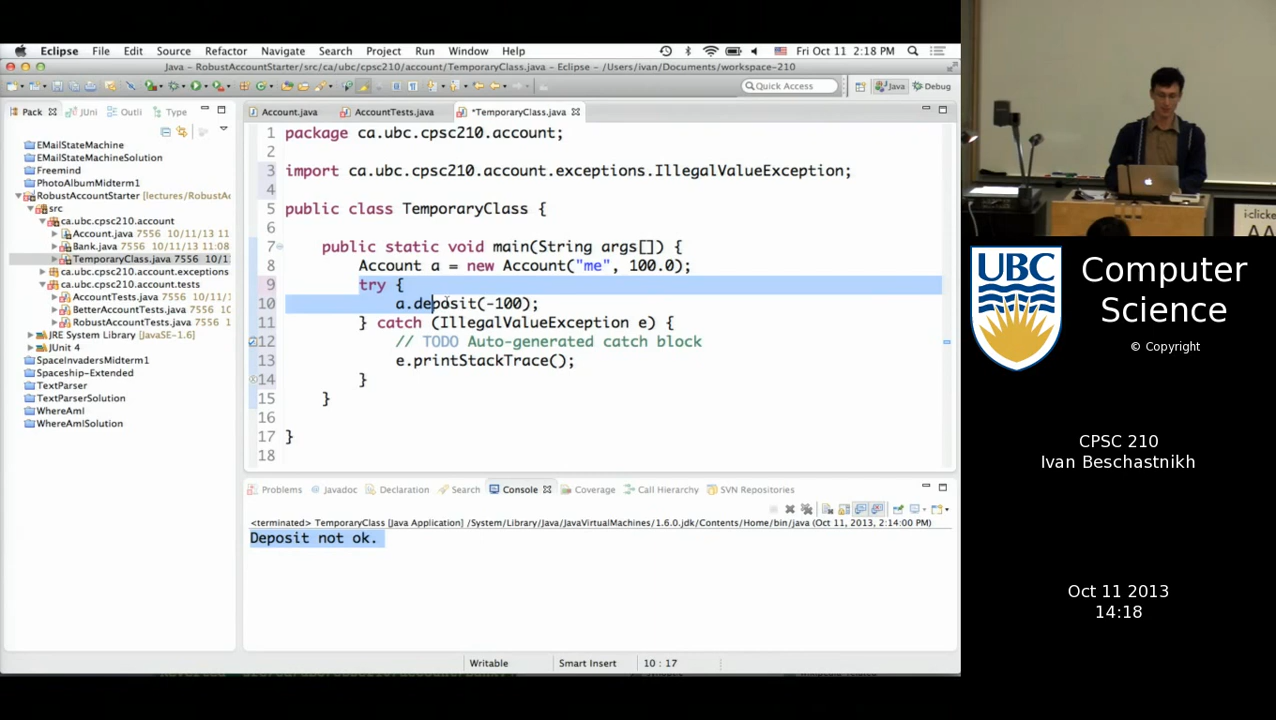 Eclipse File Edit Source Refactor Navigate Search Project Run Window Help Fri Oct 11 2:18 PM
Java - RobustAccountStarter/src/ca/ubc/cpsc210/account/TemporaryClass.java - Eclipse - /Users/ivan/Documents/workspace-210
Quick Access Java Debug
Pack JUni Outli Type
EMailStateMachine
EMailStateMachineSolution
Freemind
PhotoAlbumMidterm1
RobustAccountStarter [lectures/RobustAc
src
ca.ubc.cpsc210.account
Account.java 7556 10/11/13 11
Bank.java 7556 10/11/13 11:08
TemporaryClass.java 7556 10/1
ca.ubc.cpsc210.account.exceptions
ca.ubc.cpsc210.account.tests
AccountTests.java 7556 10/11/
BetterAccountTests.java 7556
RobustAccountTests.java 7556
JRE System Library [JavaSE-1.6]
JUnit 4
SpaceInvadersMidterm1
Spaceship-Extended
TextParser
TextParserSolution
WhereAmI
WhereAmISolution
Account.java AccountTests.java *TemporaryClass.java
1 package ca.ubc.cpsc210.account;
2
3 import ca.ubc.cpsc210.account.exceptions.IllegalValueException;
4
5 public class TemporaryClass {
6
7 public static void main(String args[]) {
8 Account a = new Account("me", 100.0);
9 try {
10 a.deposit(-100);
11 } catch (IllegalValueException e) {
12 // TODO Auto-generated catch block
13 e.printStackTrace();
14 }
15 }
16
17 }
18
Problems Javadoc Declaration Search Console Coverage Call Hierarchy SVN Repositories
<terminated> TemporaryClass [Java Application] /System/Library/Java/JavaVirtualMachines/1.6.0.jdk/Contents/Home/bin/java (Oct 11, 2013, 2:14:00 PM)
Deposit not ok.
Writable Smart Insert 10 : 17
i-clicke
UBC
Computer
Science
© Copyright
CPSC 210
Ivan Beschastnikh
Oct 11 2013
14:18